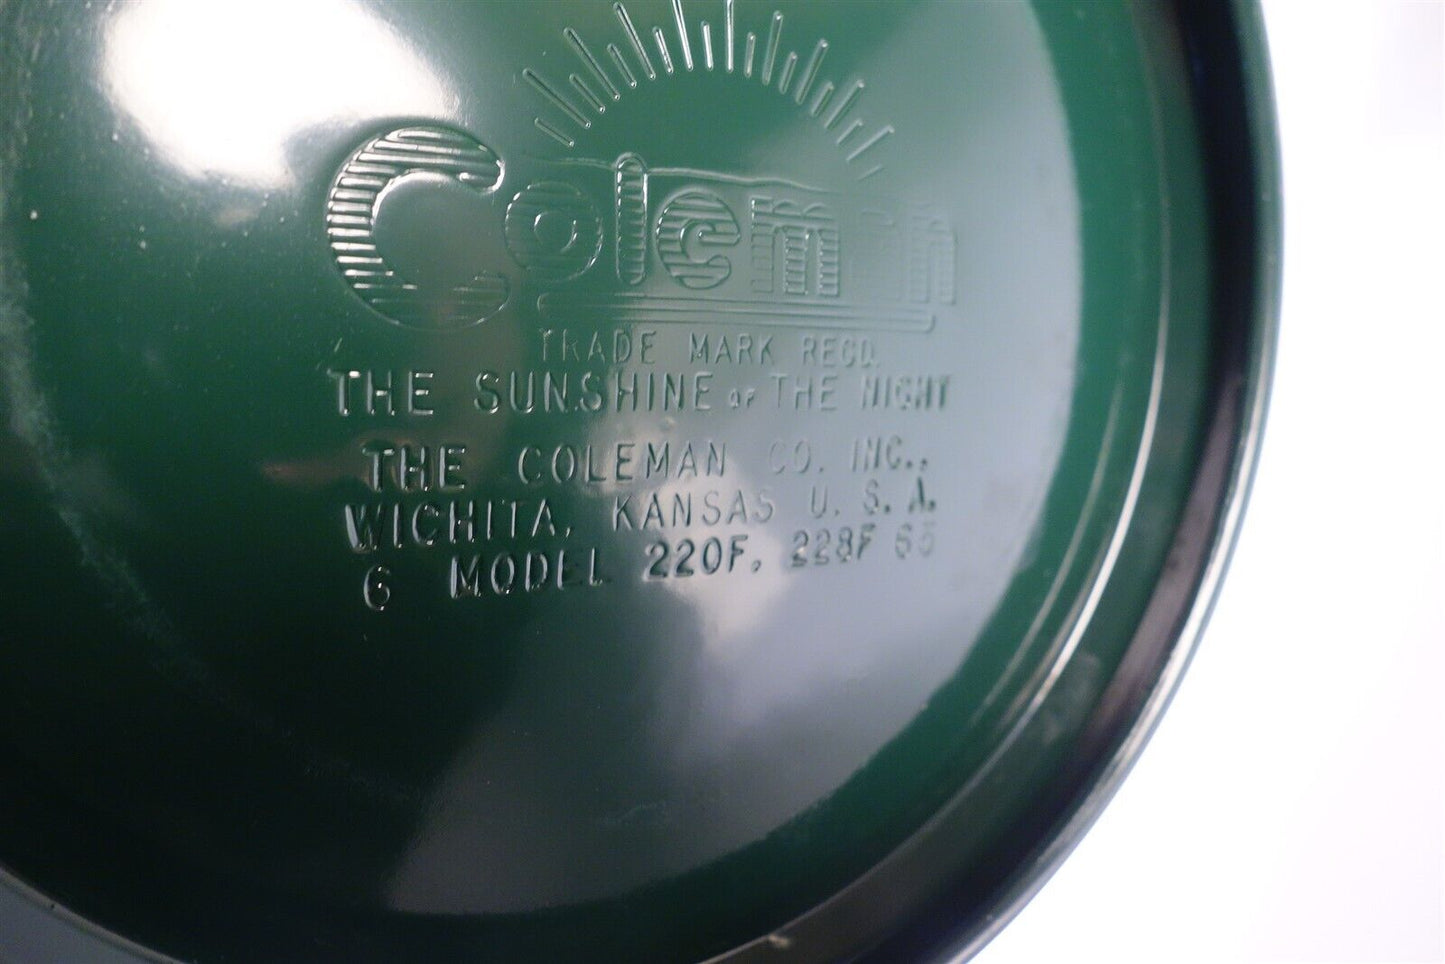 Coleman
TRADE MARK REGD.
THE SUNSHINE OF THE NIGHT
THE COLEMAN CO. INC.,
WICHITA, KANSAS U. S. A.
6 MODEL 220F, 228F